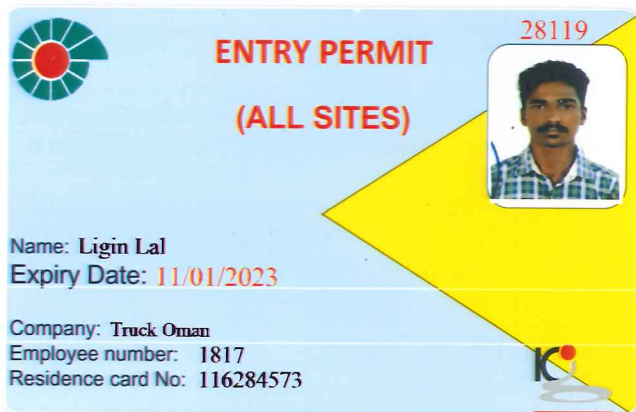 28119
ENTRY PERMIT
(ALL SITES)
Name: Ligin Lal
Expiry Date: 11/01/2023
Company: Truck Oman
Employee number: 1817
Residence card No: 116284573